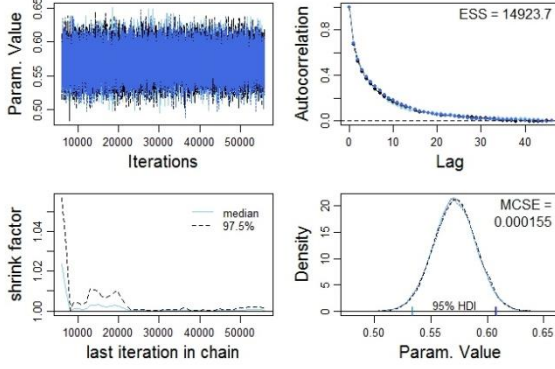 Param. Value
0.50 0.55 0.60 0.65
10000 20000 30000 40000 50000
Iterations
Autocorrelation
0.0 0.4 0.8
ESS = 14923.7
0 10 20 30 40
Lag
shrink factor
1.00 1.02 1.04
median
97.5%
10000 20000 30000 40000 50000
last iteration in chain
Density
0 5 10 15 20
MCSE =
0.000155
95% HDI
0.50 0.55 0.60 0.65
Param. Value